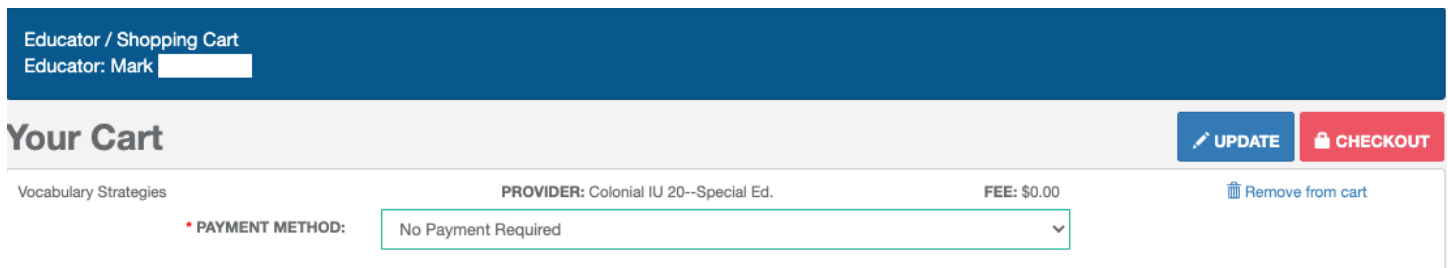 Educator / Shopping Cart
Educator: Mark
Your Cart
UPDATE
CHECKOUT
Vocabulary Strategies
PROVIDER: Colonial IU 20--Special Ed.
FEE: $0.00
Remove from cart
* PAYMENT METHOD:
No Payment Required